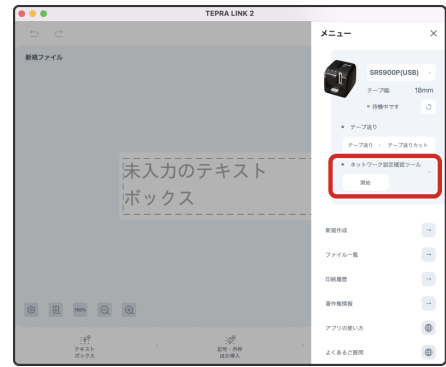 TEPRA LINK 2
新規ファイル
未入力のテキスト
ボックス
100%
テキスト
ボックス
記号・外枠
ほか挿入
メニュー
SR5900P(USB)
テープ幅: 18mm
待機中です
テープ送り
テープ送り
テープ送りカット
ネットワーク設定確認ツール
開始
新規作成
ファイル一覧
印刷履歴
著作権情報
アプリの使い方
よくあるご質問